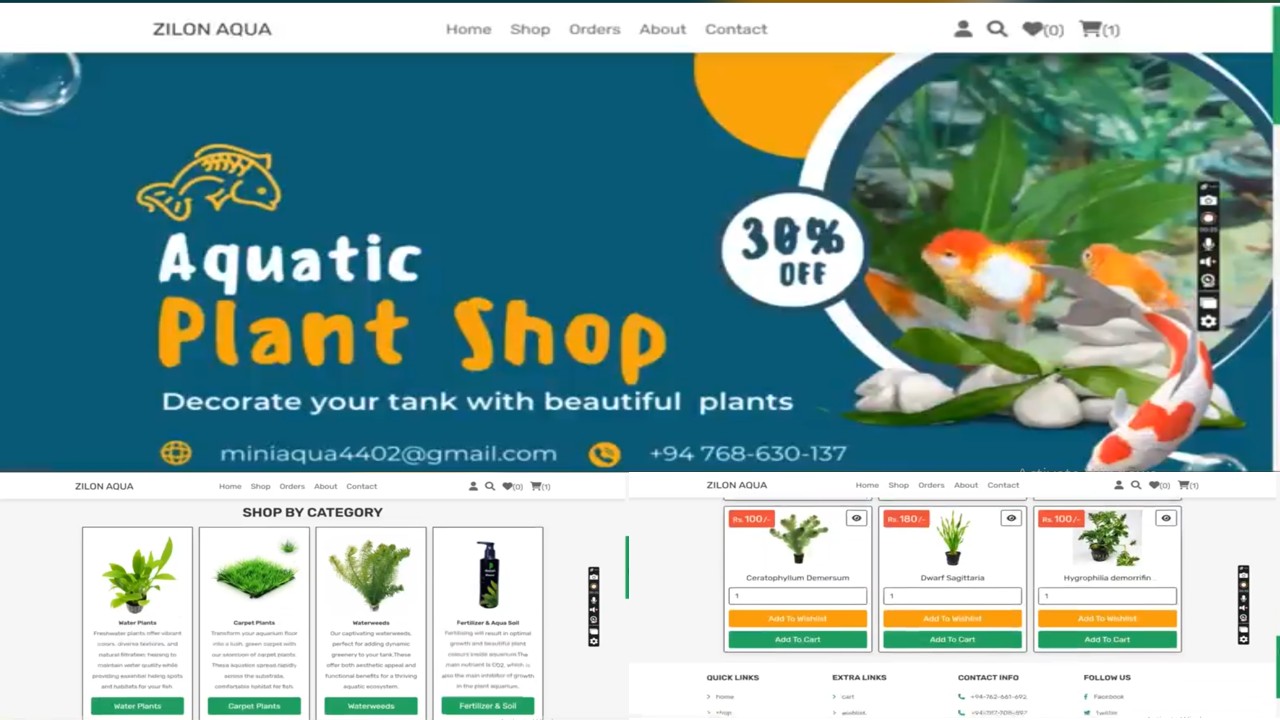 ZILON AQUA Home Shop Orders About Contact (0) (1)
30%
OFF
Aquatic
Plant Shop
Decorate your tank with beautiful plants
miniaqua4402@gmail.com +94 768-630-137
ZILON AQUA Home Shop Orders About Contact (0) (1)
SHOP BY CATEGORY
Water Plants
Freshwater plants offer vibrant
colors, diverse textures, and
natural filtration, helping to
maintain water quality while
providing essential hiding spots
and habitats for your fish.
Water Plants
Carpet Plants
Transform your aquarium floor
into a lush, green carpet with
our selection of carpet plants.
These aquatics spread rapidly
across the substrate,
comfortable habitat for fish.
Carpet Plants
Waterweeds
Our captivating waterweeds,
perfect for adding dynamic
greenery to your tank.These
offer both aesthetic appeal and
functional benefits for a thriving
aquatic ecosystem.
Waterweeds
Fertilizer & Aqua Soil
Fertilising will result in optimal
growth and beautiful plant
colours inside aquarium.The
main nutrient is CO2, which is
also the main inhibitor of growth
in the plant aquarium.
Fertilizer & Soil
ZILON AQUA Home Shop Orders About Contact (0) (1)
Rs.100/-
Ceratophyllum Demersum
1
Add To Wishlist
Add To Cart
Rs.180/-
Dwarf Sagittaria
1
Add To Wishlist
Add To Cart
Rs.100/-
Hygrophilia demorrifin
1
Add To Wishlist
Add To Cart
QUICK LINKS EXTRA LINKS CONTACT INFO FOLLOW US
> home > cart Facebook
> shop > wishlist Twitter